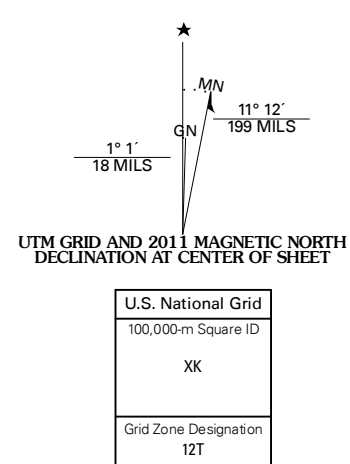 MN
11° 12´
199 MILS
GN
1° 1´
18 MILS
UTM GRID AND 2011 MAGNETIC NORTH
DECLINATION AT CENTER OF SHEET
U.S. National Grid
100,000-m Square ID
XK
Grid Zone Designation
12T